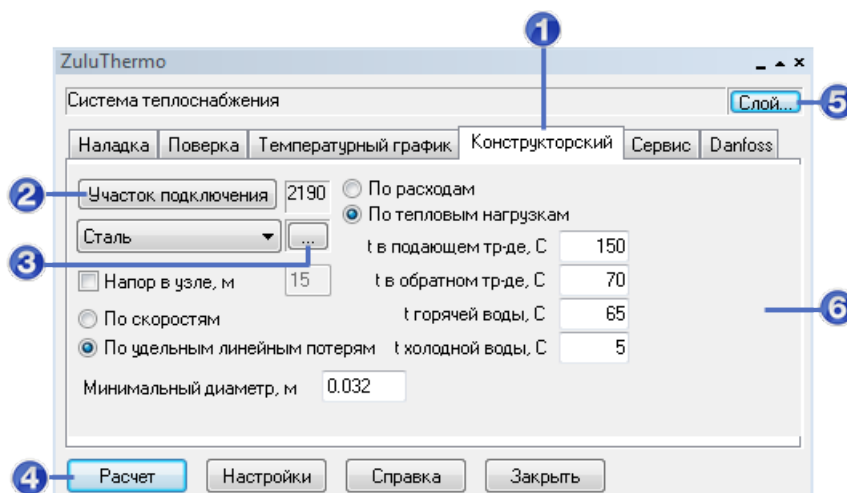 1
ZuluThermo
Система теплоснабжения
Слой...
5
Наладка Поверка Температурный график Конструкторский Сервис Danfoss
2
Участок подключения 2190
По расходам
По тепловым нагрузкам
Сталь ...
3
t в подающем тр-де, С 150
Напор в узле, м 15
t в обратном тр-де, С 70
По скоростям
t горячей воды, С 65
6
По удельным линейным потерям
t холодной воды, С 5
Минимальный диаметр, м 0.032
4
Расчет Настройки Справка Закрыть